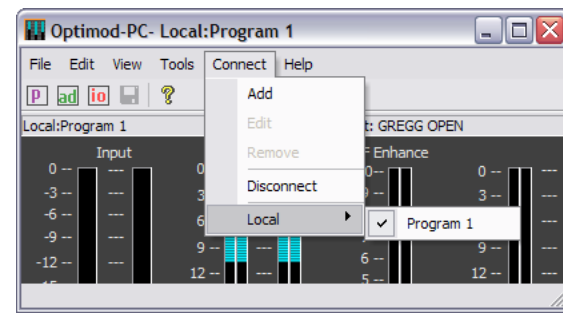 Optimod-PC- Local:Program 1
File Edit View Tools Connect Help
P ad io
Add
Edit
Remove
Disconnect
Local
Program 1
Local:Program 1
t: GREGG OPEN
Input
F Enhance
0 -- --- 0 0-- 0 -- ---
-3 -- --- 3 3 -- ---
-6 -- --- 6 ---
-9 -- --- 9 -- --- 6 -- 9 -- ---
-12 -- --- 12 -- --- 5 -- 12 -- ---